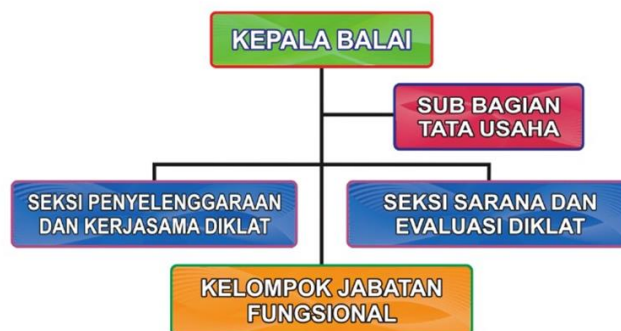 KEPALA BALAI
SUB BAGIAN
TATA USAHA
SEKSI PENYELENGGARAAN
DAN KERJASAMA DIKLAT
SEKSI SARANA DAN
EVALUASI DIKLAT
KELOMPOK JABATAN
FUNGSIONAL